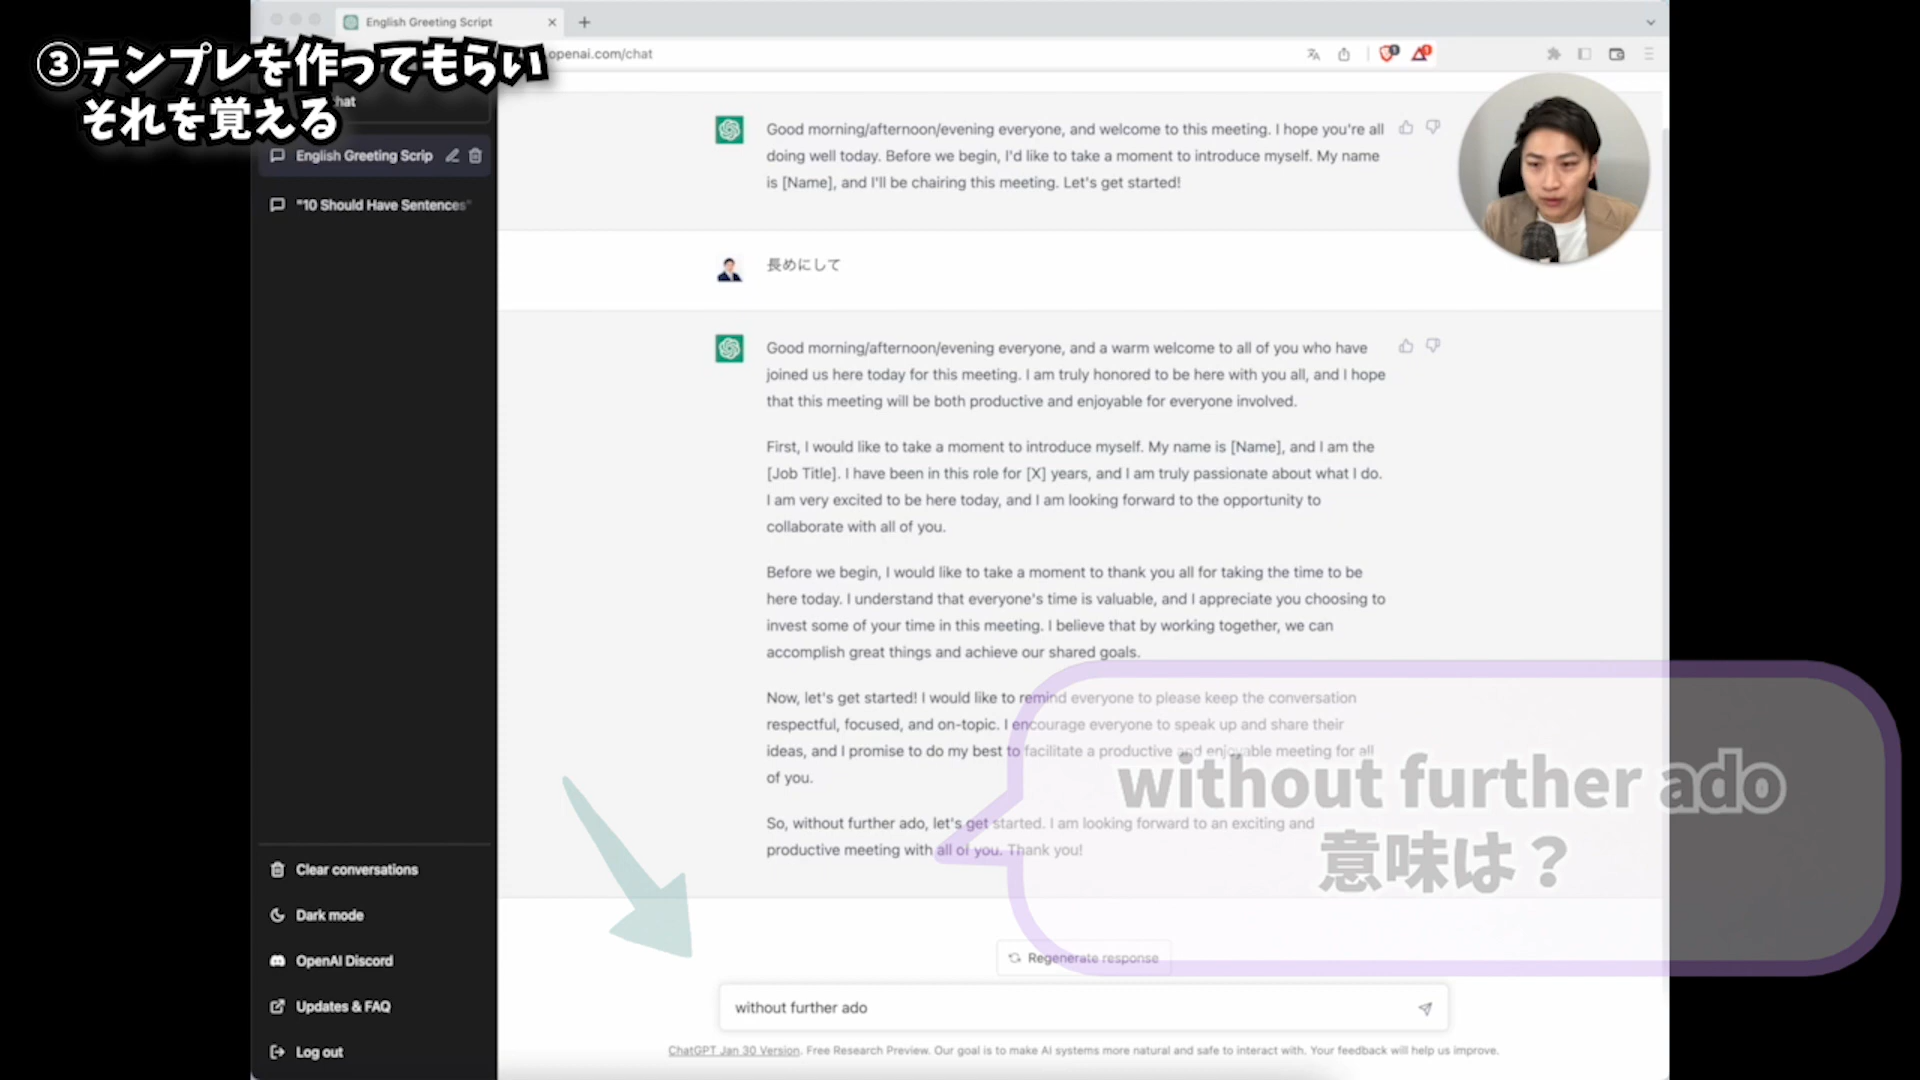 English Greeting Script
③テンプレを作ってもらい
それを覚える
openai.com/chat
hat
English Greeting Scrip
"10 Should Have Sentences"
Good morning/afternoon/evening everyone, and welcome to this meeting. I hope you're all
doing well today. Before we begin, I'd like to take a moment to introduce myself. My name
is [Name], and I'll be chairing this meeting. Let's get started!
長めにして
Good morning/afternoon/evening everyone, and a warm welcome to all of you who have
joined us here today for this meeting. I am truly honored to be here with you all, and I hope
that this meeting will be both productive and enjoyable for everyone involved.
First, I would like to take a moment to introduce myself. My name is [Name], and I am the
[Job Title]. I have been in this role for [X] years, and I am truly passionate about what I do.
I am very excited to be here today, and I am looking forward to the opportunity to
collaborate with all of you.
Before we begin, I would like to take a moment to thank you all for taking the time to be
here today. I understand that everyone's time is valuable, and I appreciate you choosing to
invest some of your time in this meeting. I believe that by working together, we can
accomplish great things and achieve our shared goals.
Now, let's get started! I would like to remind everyone to please keep the conversation
respectful, focused, and on-topic. I encourage everyone to speak up and share their
ideas, and I promise to do my best to facilitate a productive and enjoyable meeting for all
of you.
So, without further ado, let's get started. I am looking forward to an exciting and
productive meeting with all of you. Thank you!
without further ado
意味は？
Clear conversations
Dark mode
OpenAI Discord
Updates & FAQ
Log out
Regenerate response
without further ado
ChatGPT Jan 30 Version. Free Research Preview. Our goal is to make AI systems more natural and safe to interact with. Your feedback will help us improve.